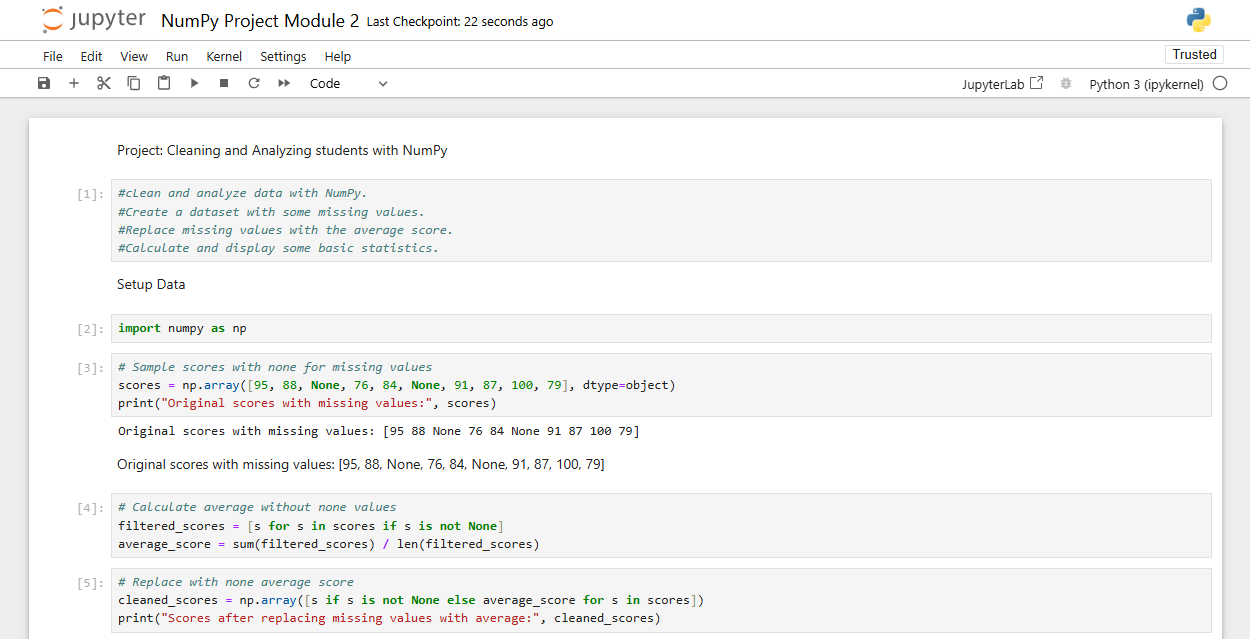 jupyter NumPy Project Module 2 Last Checkpoint: 22 seconds ago
File Edit View Run Kernel Settings Help
Trusted
Code
JupyterLab
Python 3 (ipykernel)
Project: Cleaning and Analyzing students with NumPy
[1]: #cLean and analyze data with NumPy.
#Create a dataset with some missing values.
#Replace missing values with the average score.
#Calculate and display some basic statistics.
Setup Data
[2]: import numpy as np
[3]: # Sample scores with none for missing values
scores = np.array([95, 88, None, 76, 84, None, 91, 87, 100, 79], dtype=object)
print("Original scores with missing values:", scores)
Original scores with missing values: [95 88 None 76 84 None 91 87 100 79]
Original scores with missing values: [95, 88, None, 76, 84, None, 91, 87, 100, 79]
[4]: # Calculate average without none values
filtered_scores = [s for s in scores if s is not None]
average_score = sum(filtered_scores) / len(filtered_scores)
[5]: # Replace with none average score
cleaned_scores = np.array([s if s is not None else average_score for s in scores])
print("Scores after replacing missing values with average:", cleaned_scores)